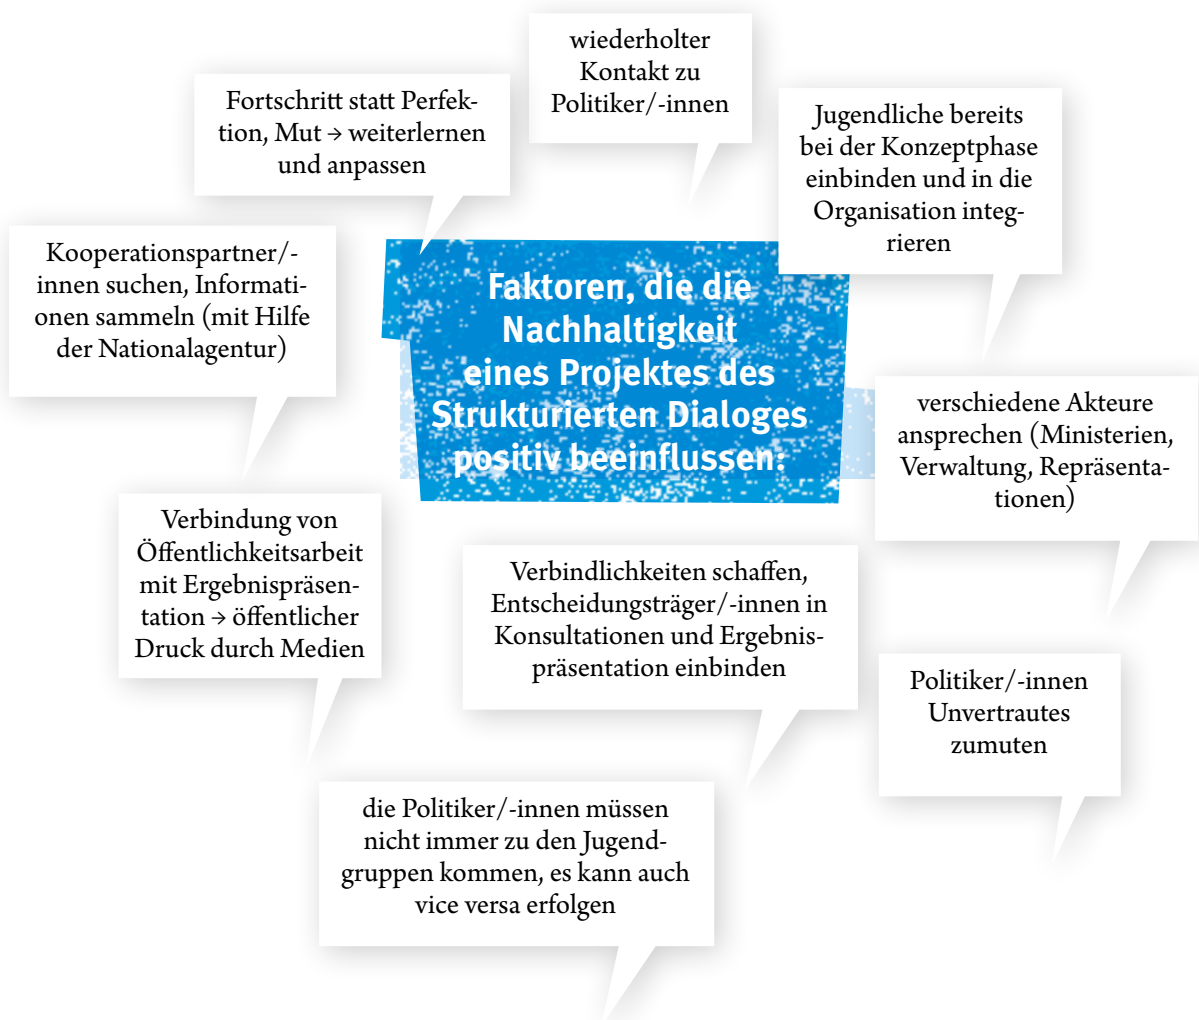 wiederholter
Kontakt zu
Politiker/-innen
Fortschritt statt Perfek-
tion, Mut → weiterlernen
und anpassen
Jugendliche bereits
bei der Konzeptphase
einbinden und in die
Organisation integ-
rieren
Kooperationspartner/-
innen suchen, Informati-
onen sammeln (mit Hilfe
der Nationalagentur)
Faktoren, die die
Nachhaltigkeit
eines Projektes des
Strukturierten Dialoges
positiv beeinflussen:
verschiedene Akteure
ansprechen (Ministerien,
Verwaltung, Repräsenta-
tionen)
Verbindung von
Öffentlichkeitsarbeit
mit Ergebnispräsen-
tation → öffentlicher
Druck durch Medien
Verbindlichkeiten schaffen,
Entscheidungsträger/-innen in
Konsultationen und Ergebnis-
präsentation einbinden
Politiker/-innen
Unvertrautes
zumuten
die Politiker/-innen müssen
nicht immer zu den Jugend-
gruppen kommen, es kann auch
vice versa erfolgen